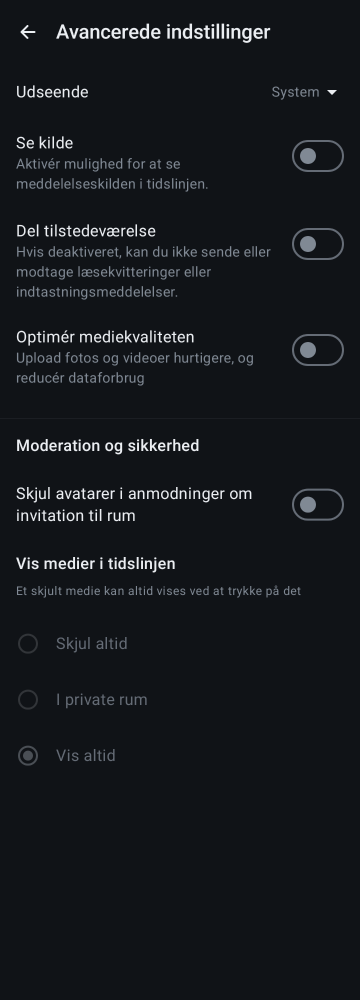 Avancerede indstillinger
Udseende
System
Se kilde
Aktivér mulighed for at se
meddelelseskilden i tidslinjen.
Del tilstedeværelse
Hvis deaktiveret, kan du ikke sende eller
modtage læsekvitteringer eller
indtastningsmeddelelser.
Optimér mediekvaliteten
Upload fotos og videoer hurtigere, og
reducér dataforbrug
Moderation og sikkerhed
Skjul avatarer i anmodninger om
invitation til rum
Vis medier i tidslinjen
Et skjult medie kan altid vises ved at trykke på det
Skjul altid
I private rum
Vis altid